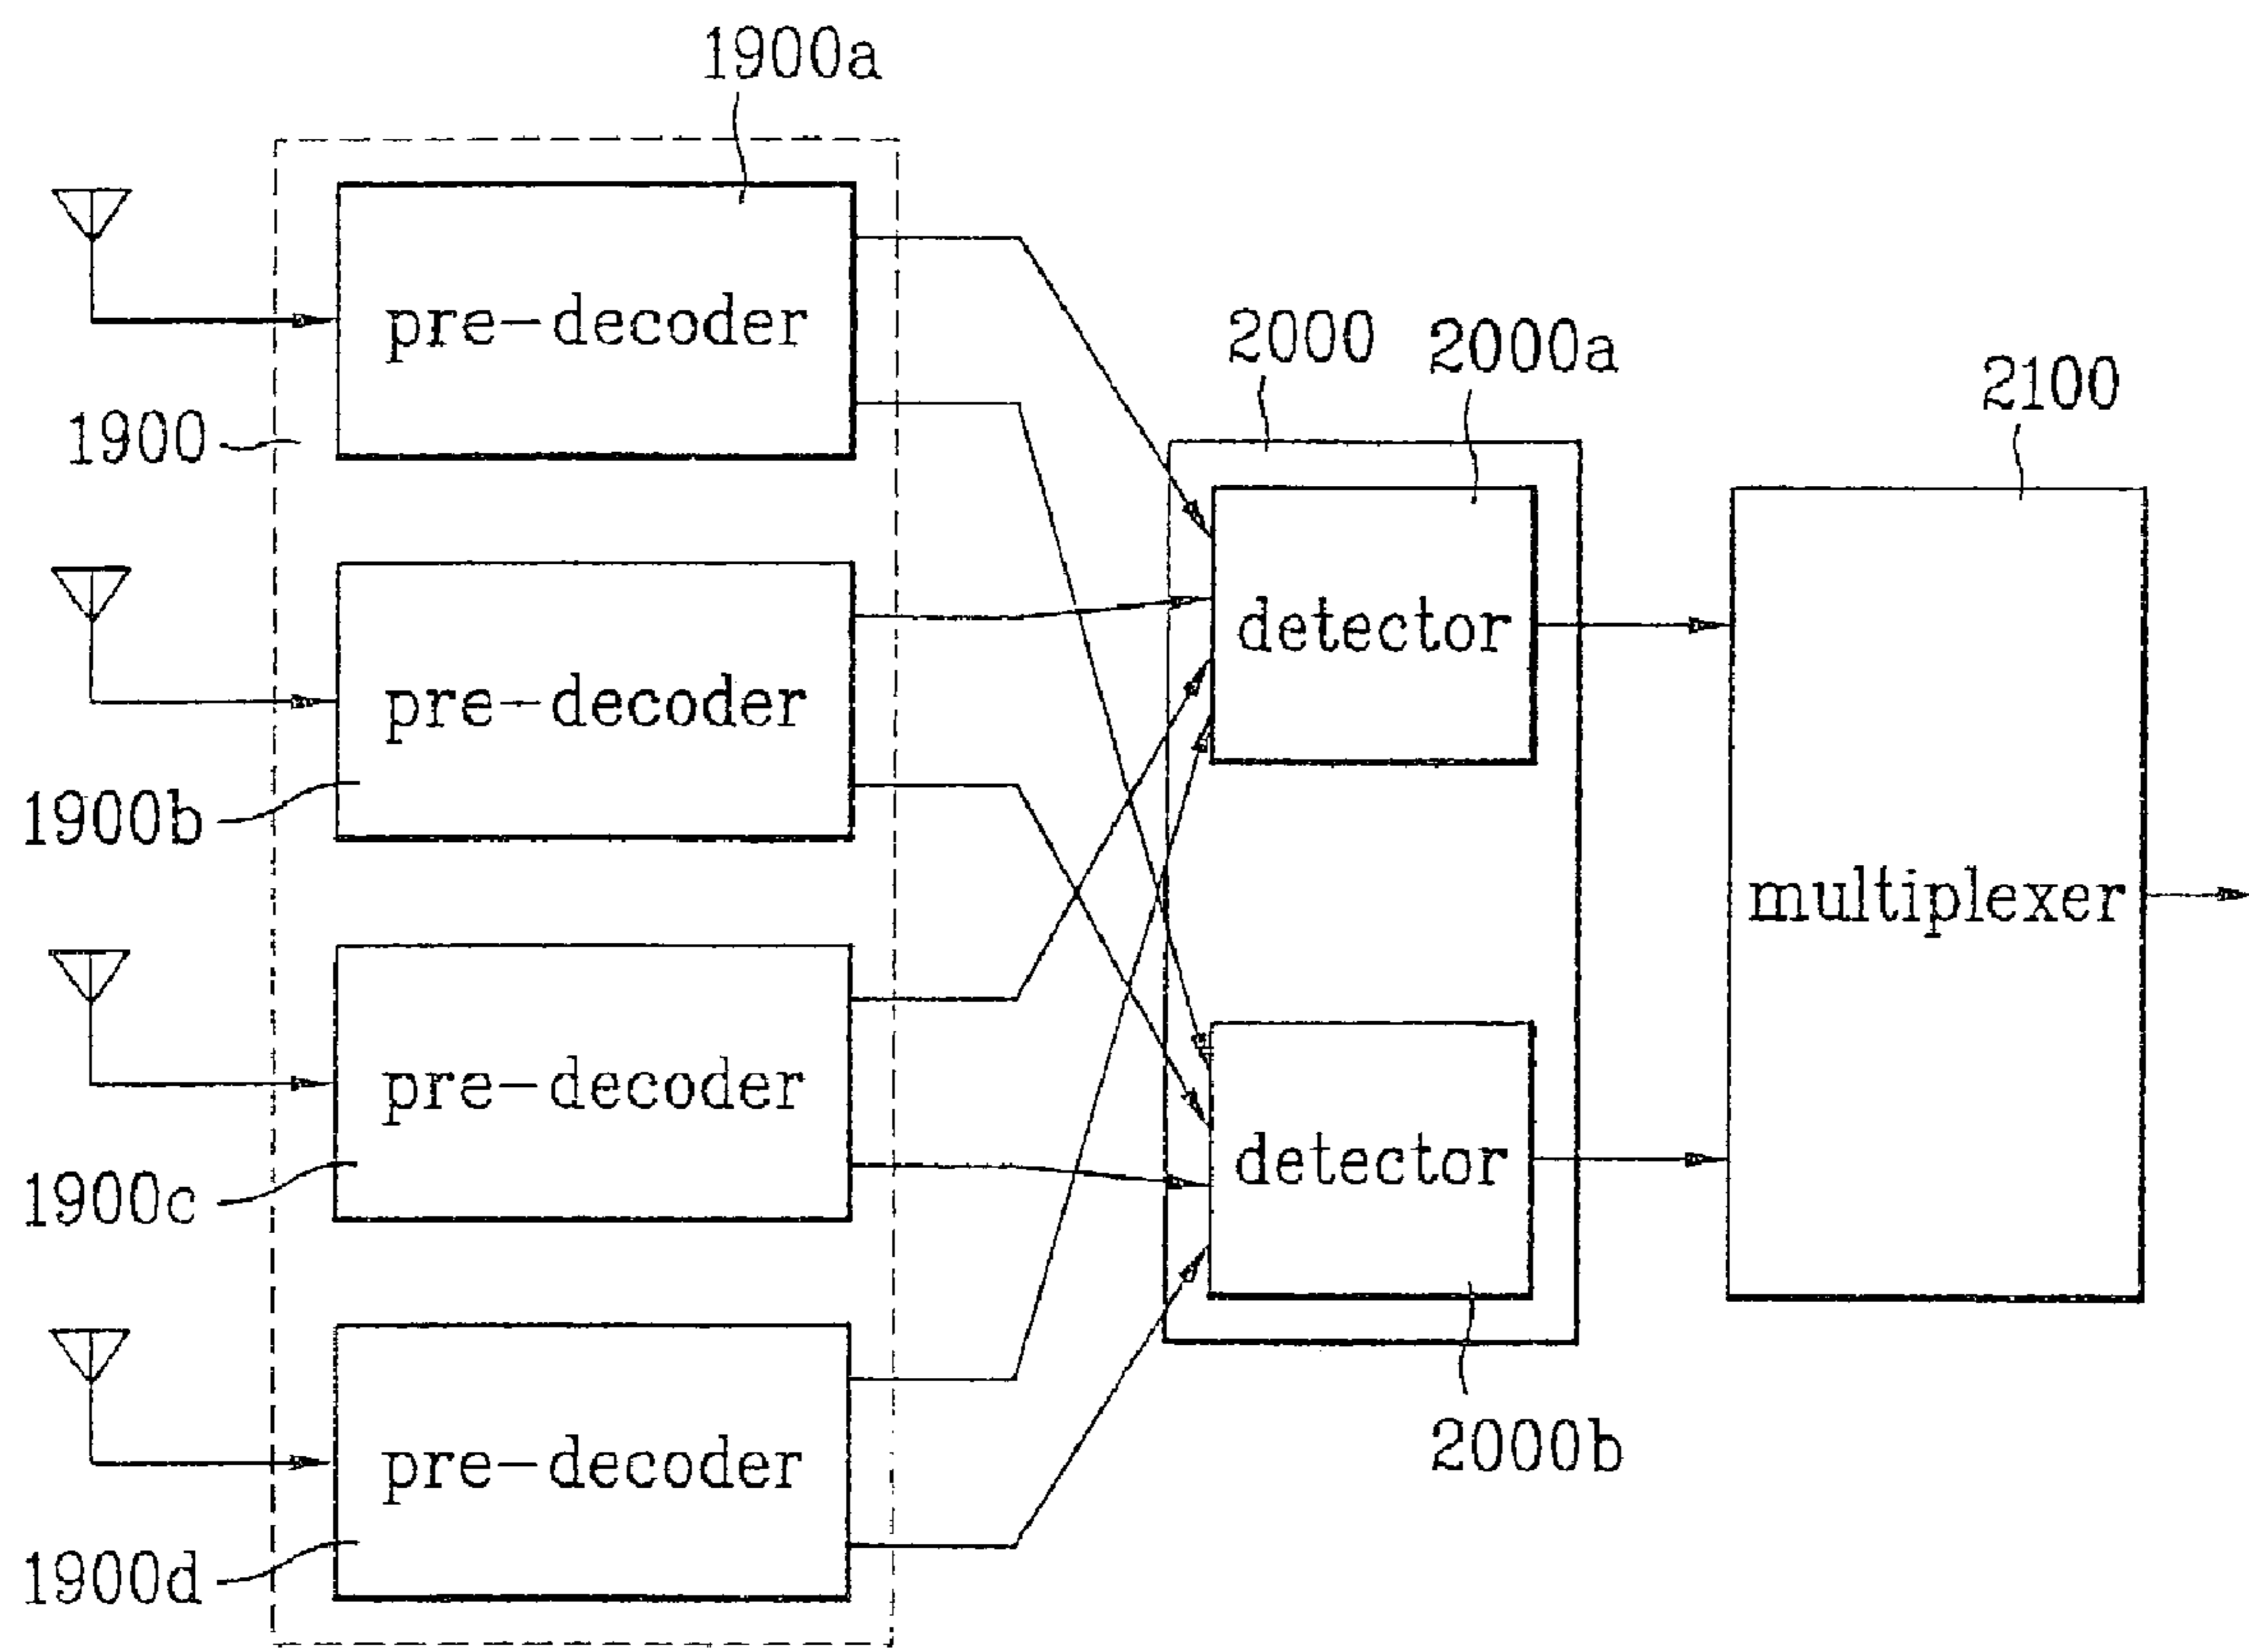 1900a
pre-decoder
2000
2000a
2100
1900
detector
pre-decoder
1900b
multiplexer
pre-decoder
detector
1900c
2000b
pre-decoder
1900d